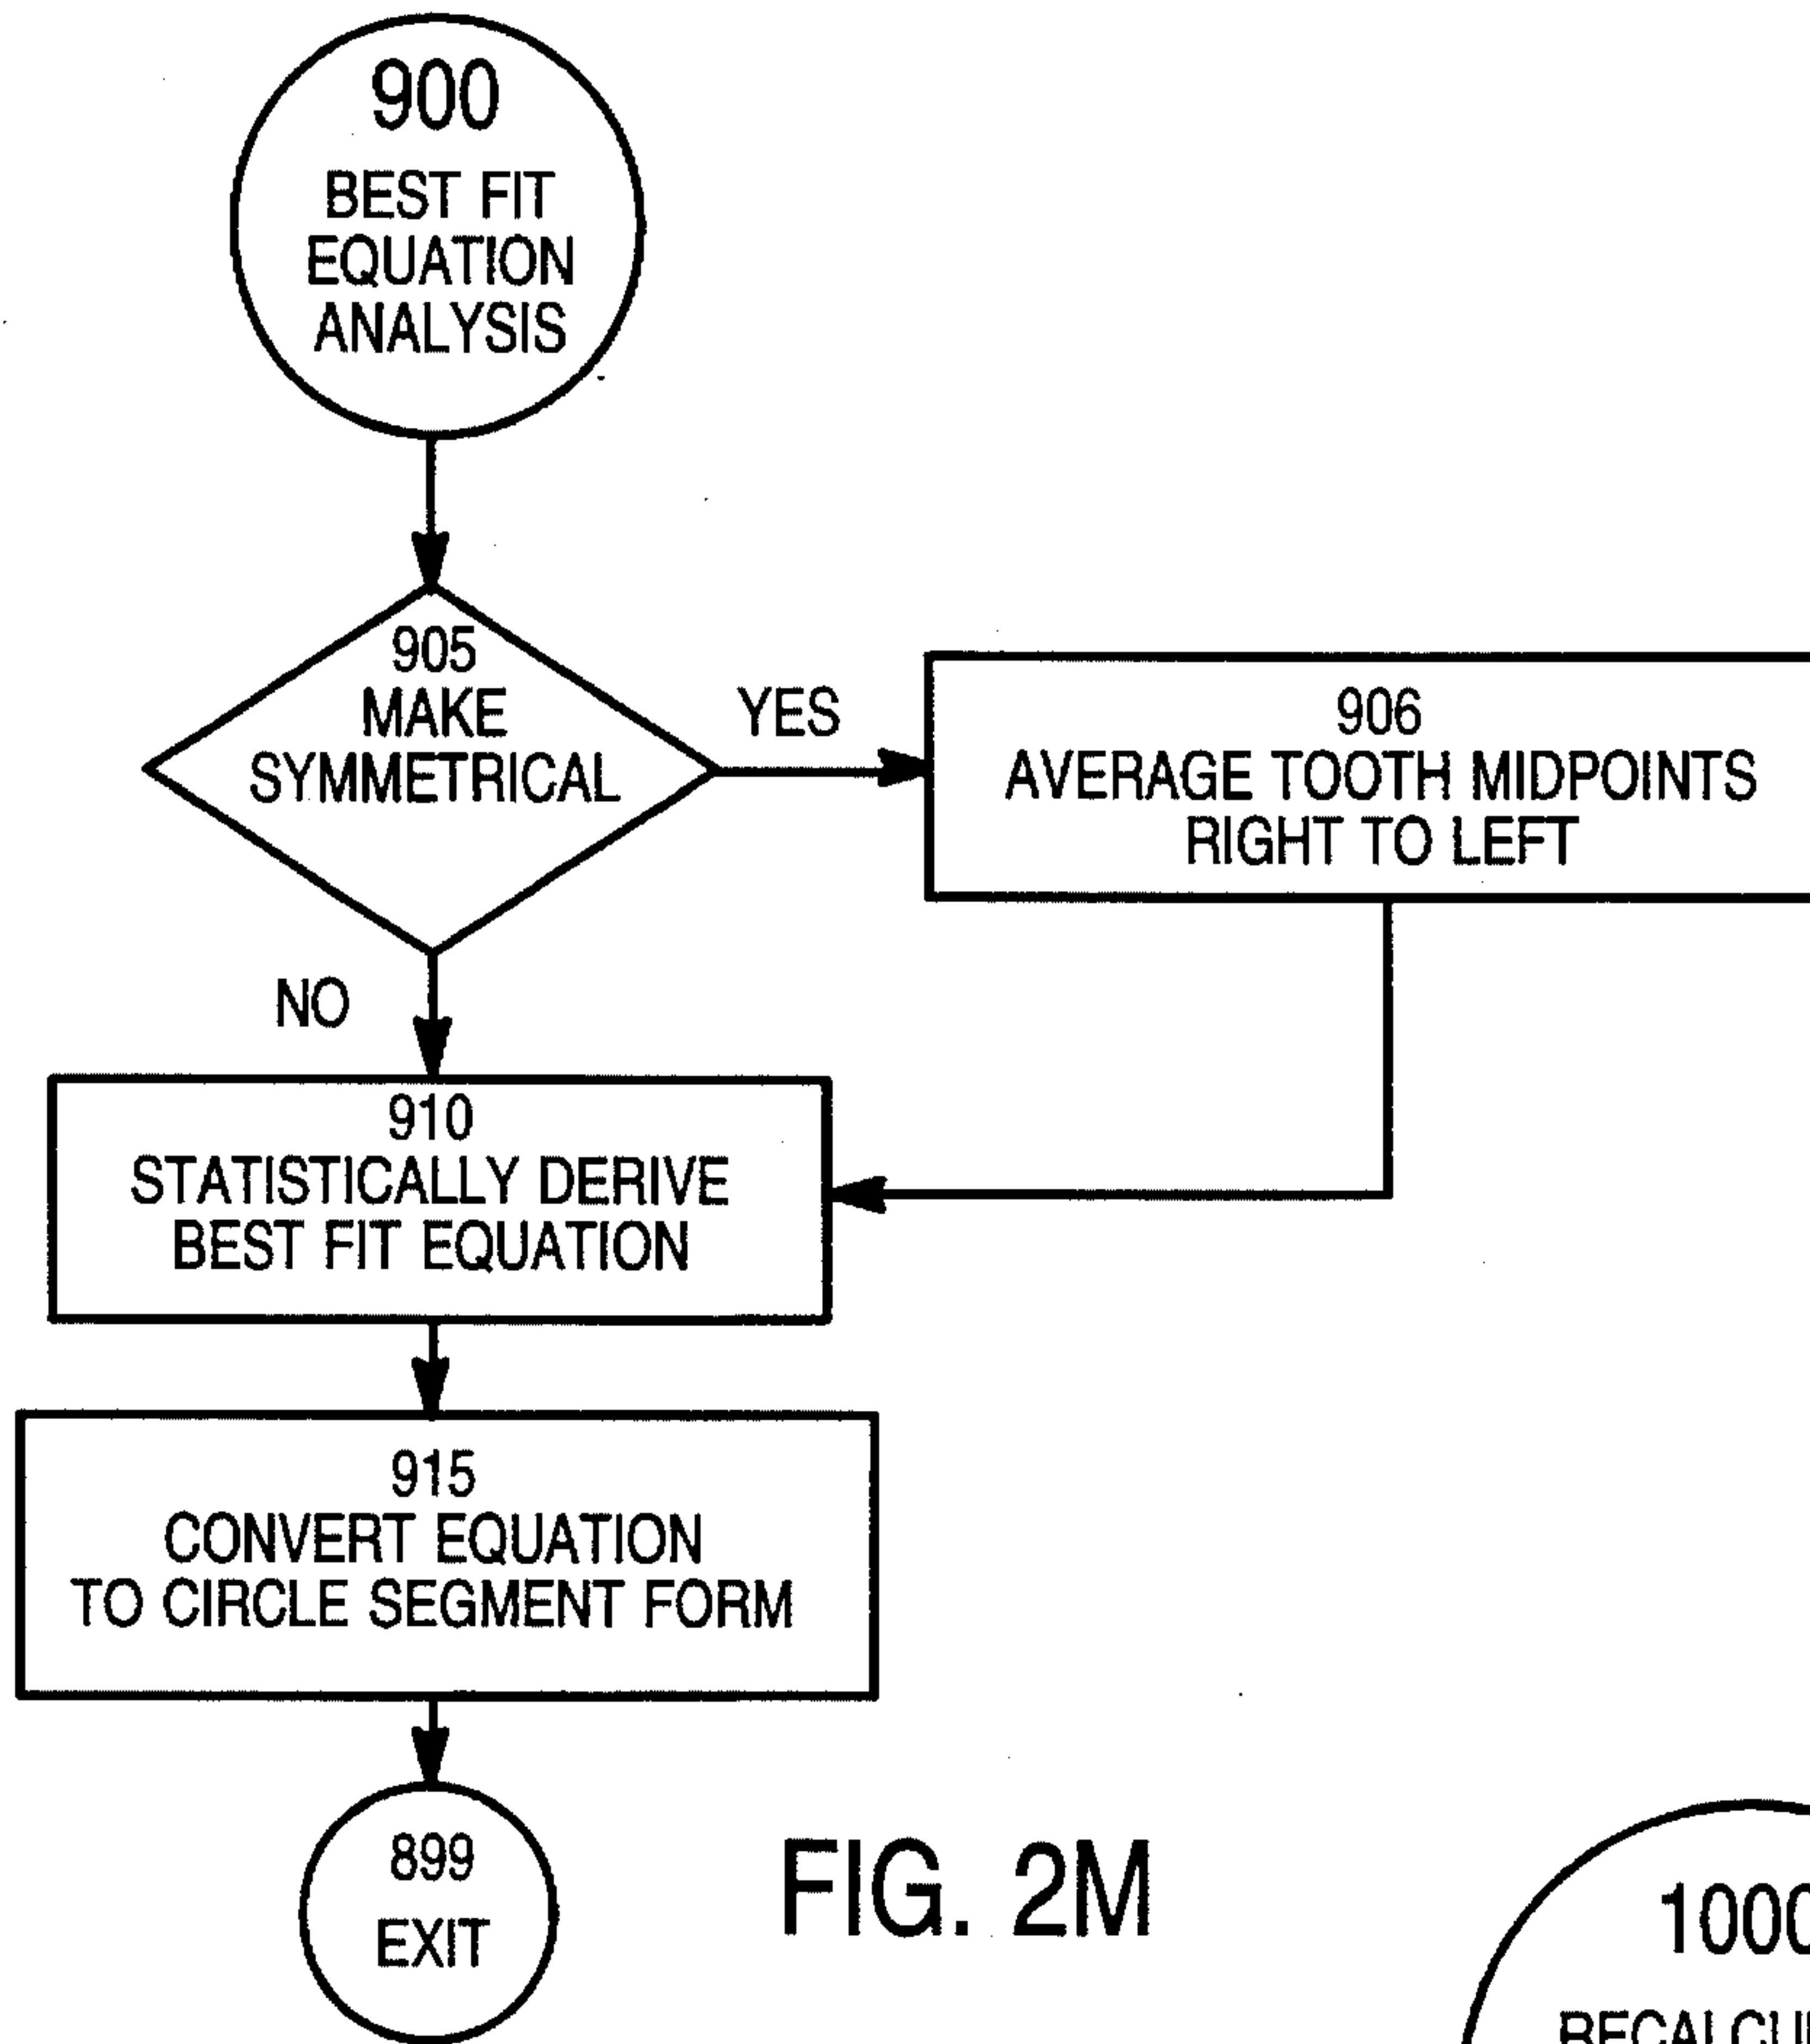 900
BEST FIT
EQUATION
ANALYSIS
905
MAKE
SYMMETRICAL
YES
906
AVERAGE TOOTH MIDPOINTS
RIGHT TO LEFT
NO
910
STATISTICALLY DERIVE
BEST FIT EQUATION
915
CONVERT EQUATION
TO CIRCLE SEGMENT FORM
899
EXIT
FIG. 2M
1000